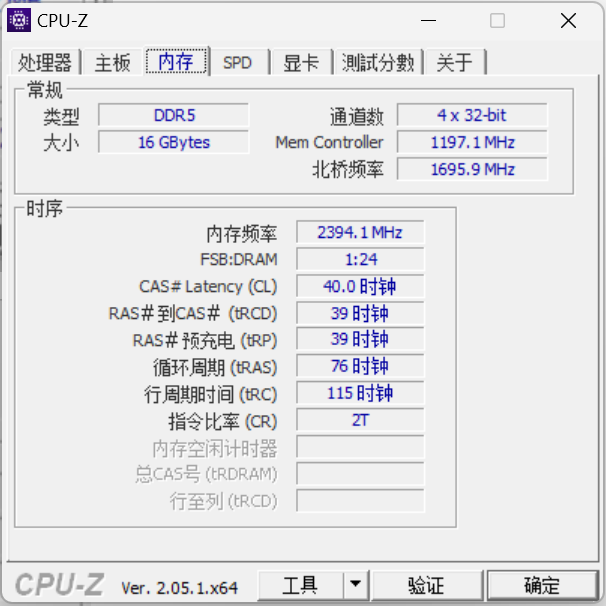 CPU-Z
处理器 主板 内存 SPD 显卡 测試分數 关于
常规
类型 DDR5 通道数 4 x 32-bit
大小 16 GBytes Mem Controller 1197.1 MHz
北桥频率 1695.9 MHz
时序
内存频率 2394.1 MHz
FSB:DRAM 1:24
CAS# Latency (CL) 40.0 时钟
RAS# 到CAS# (tRCD) 39 时钟
RAS# 预充电 (tRP) 39 时钟
循环周期 (tRAS) 76 时钟
行周期时间 (tRC) 115 时钟
指令比率 (CR) 2T
内存空闲计时器
总CAS号 (tRDRAM)
行至列 (tRCD)
CPU-Z Ver. 2.05.1.x64 工具 验证 确定